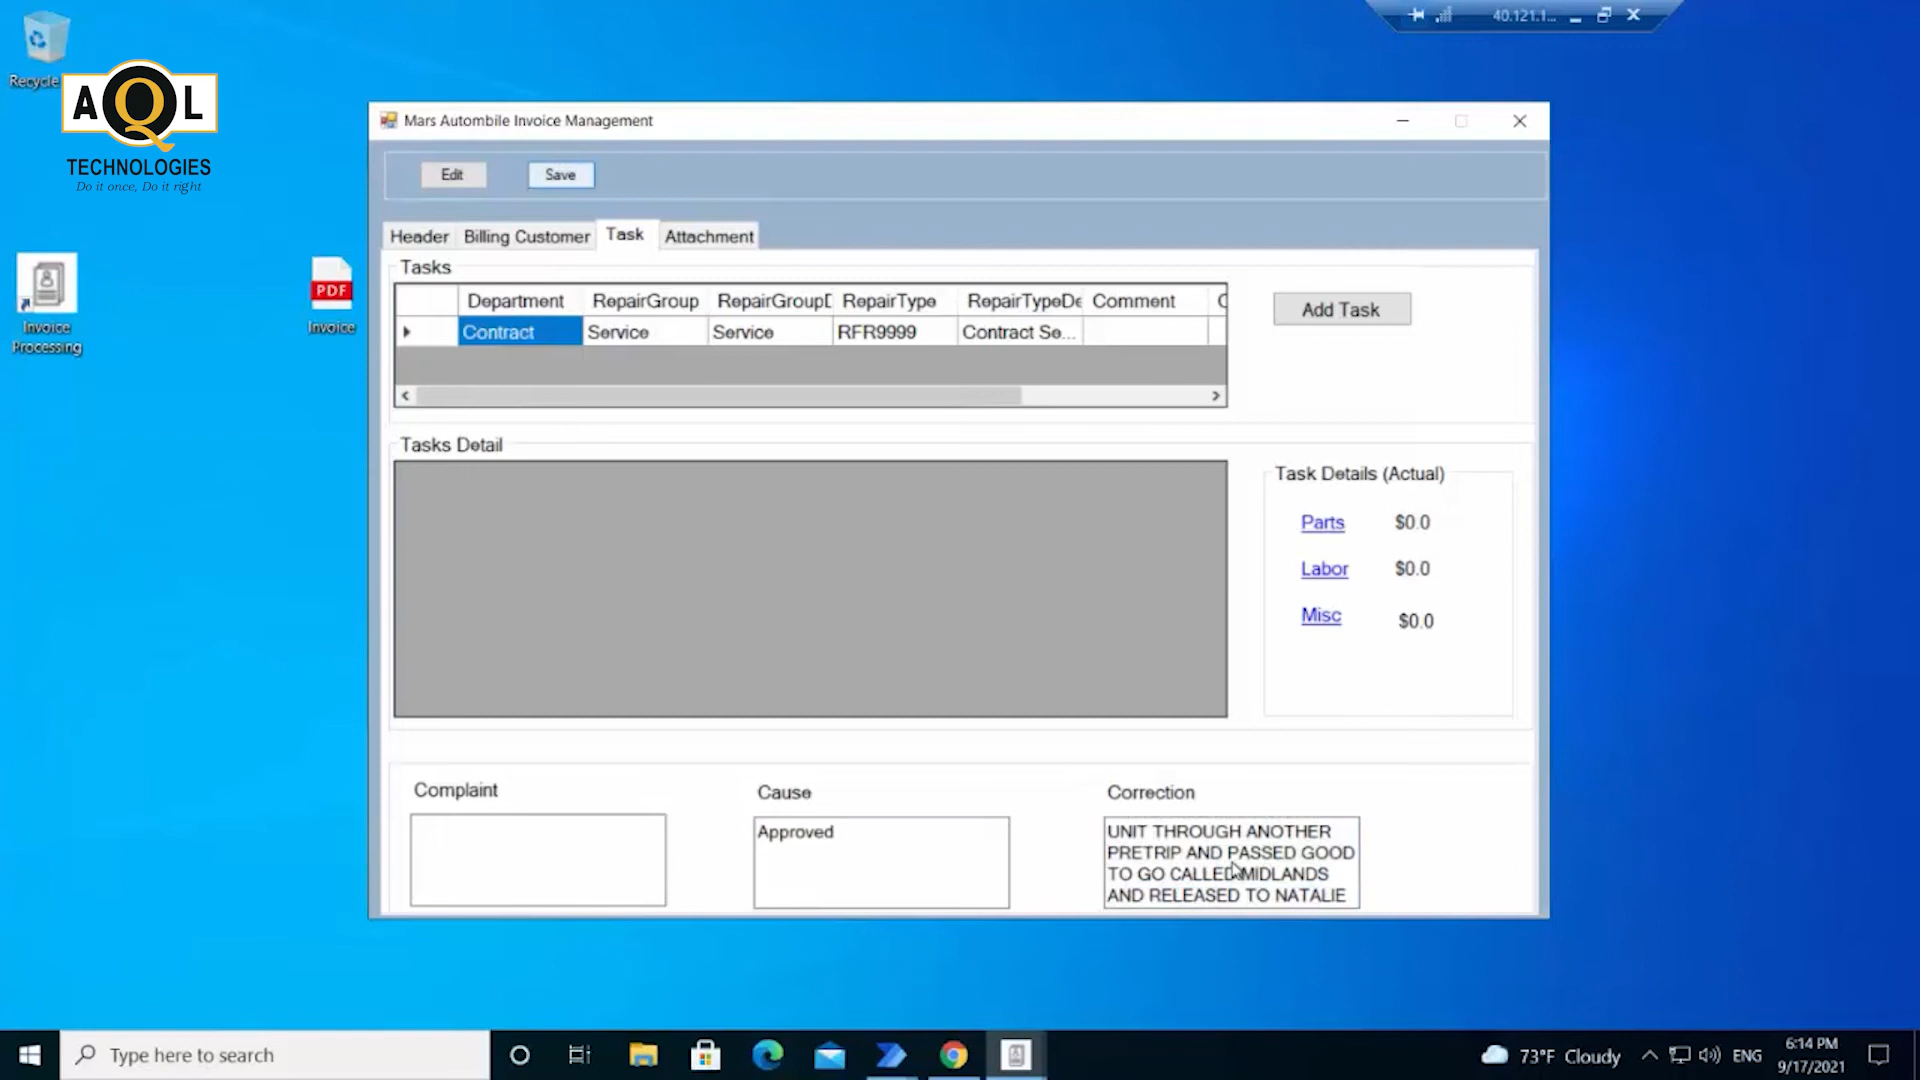 40.121.1...
Recycle
AQL
TECHNOLOGIES
Do it once, Do it right
Mars Autombile Invoice Management
Edit
Save
Header
Billing Customer
Task
Attachment
Tasks
Department
RepairGroup
RepairGroupD
RepairType
RepairTypeDe
Comment
C
Contract
Service
Service
RFR9999
Contract Se...
Add Task
PDF
Invoice
Invoice
Processing
Tasks Detail
Task Details (Actual)
Parts
$0.0
Labor
$0.0
Misc
$0.0
Complaint
Cause
Correction
Approved
UNIT THROUGH ANOTHER
PRETRIP AND PASSED GOOD
TO GO CALLED MIDLANDS
AND RELEASED TO NATALIE
Type here to search
73°F Cloudy
ENG
6:14 PM
9/17/2021